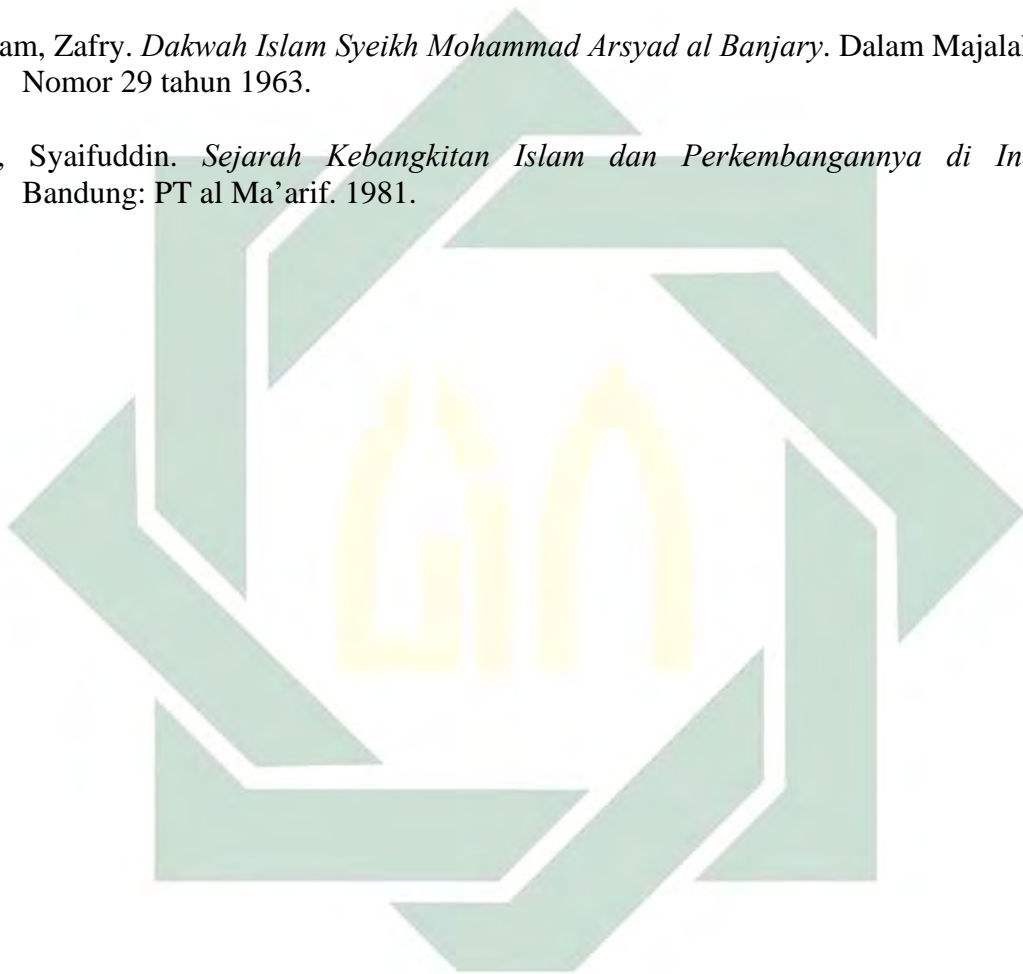 am, Zafry. Dakwah Islam Syeikh Mohammad Arsyad al Banjary. Dalam Majala
Nomor 29 tahun 1963.
, Syaifuddin. Sejarah Kebangkitan Islam dan Perkembangannya di In
Bandung: PT al Ma’arif. 1981.